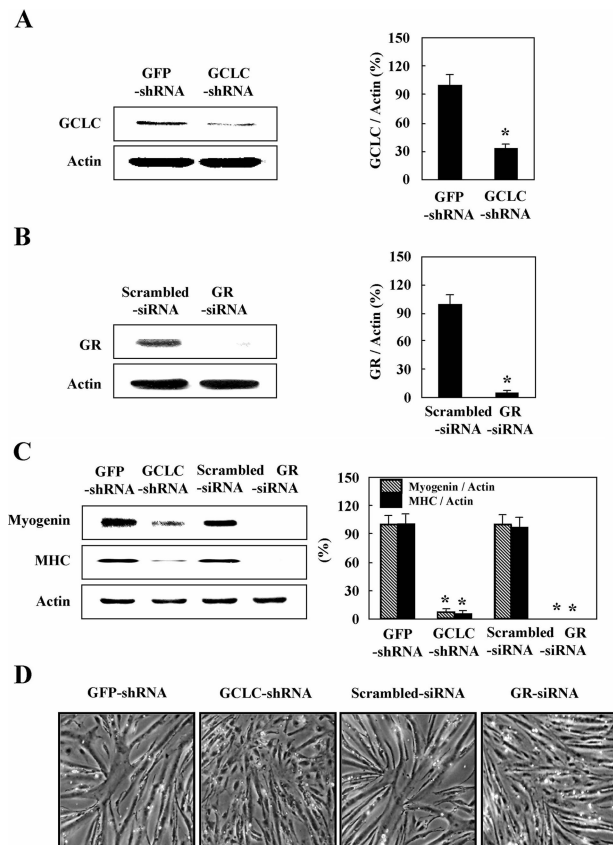 A
GFP
-shRNA
GCLC
-shRNA
GCLC
Actin
GCLC / Actin (%)
150
120
90
60
30
0
*
GFP
-shRNA
GCLC
-shRNA
B
Scrambled
-siRNA
GR
-siRNA
GR
Actin
GR / Actin (%)
150
120
90
60
30
0
*
Scrambled
-siRNA
GR
-siRNA
C
GFP
-shRNA
GCLC
-shRNA
Scrambled
-siRNA
GR
-siRNA
Myogenin
MHC
Actin
(%)
150
120
90
60
30
0
Myogenin / Actin
MHC / Actin
* *
* *
GFP
-shRNA
GCLC
-shRNA
Scrambled
-siRNA
GR
-siRNA
D
GFP-shRNA
GCLC-shRNA
Scrambled-siRNA
GR-siRNA